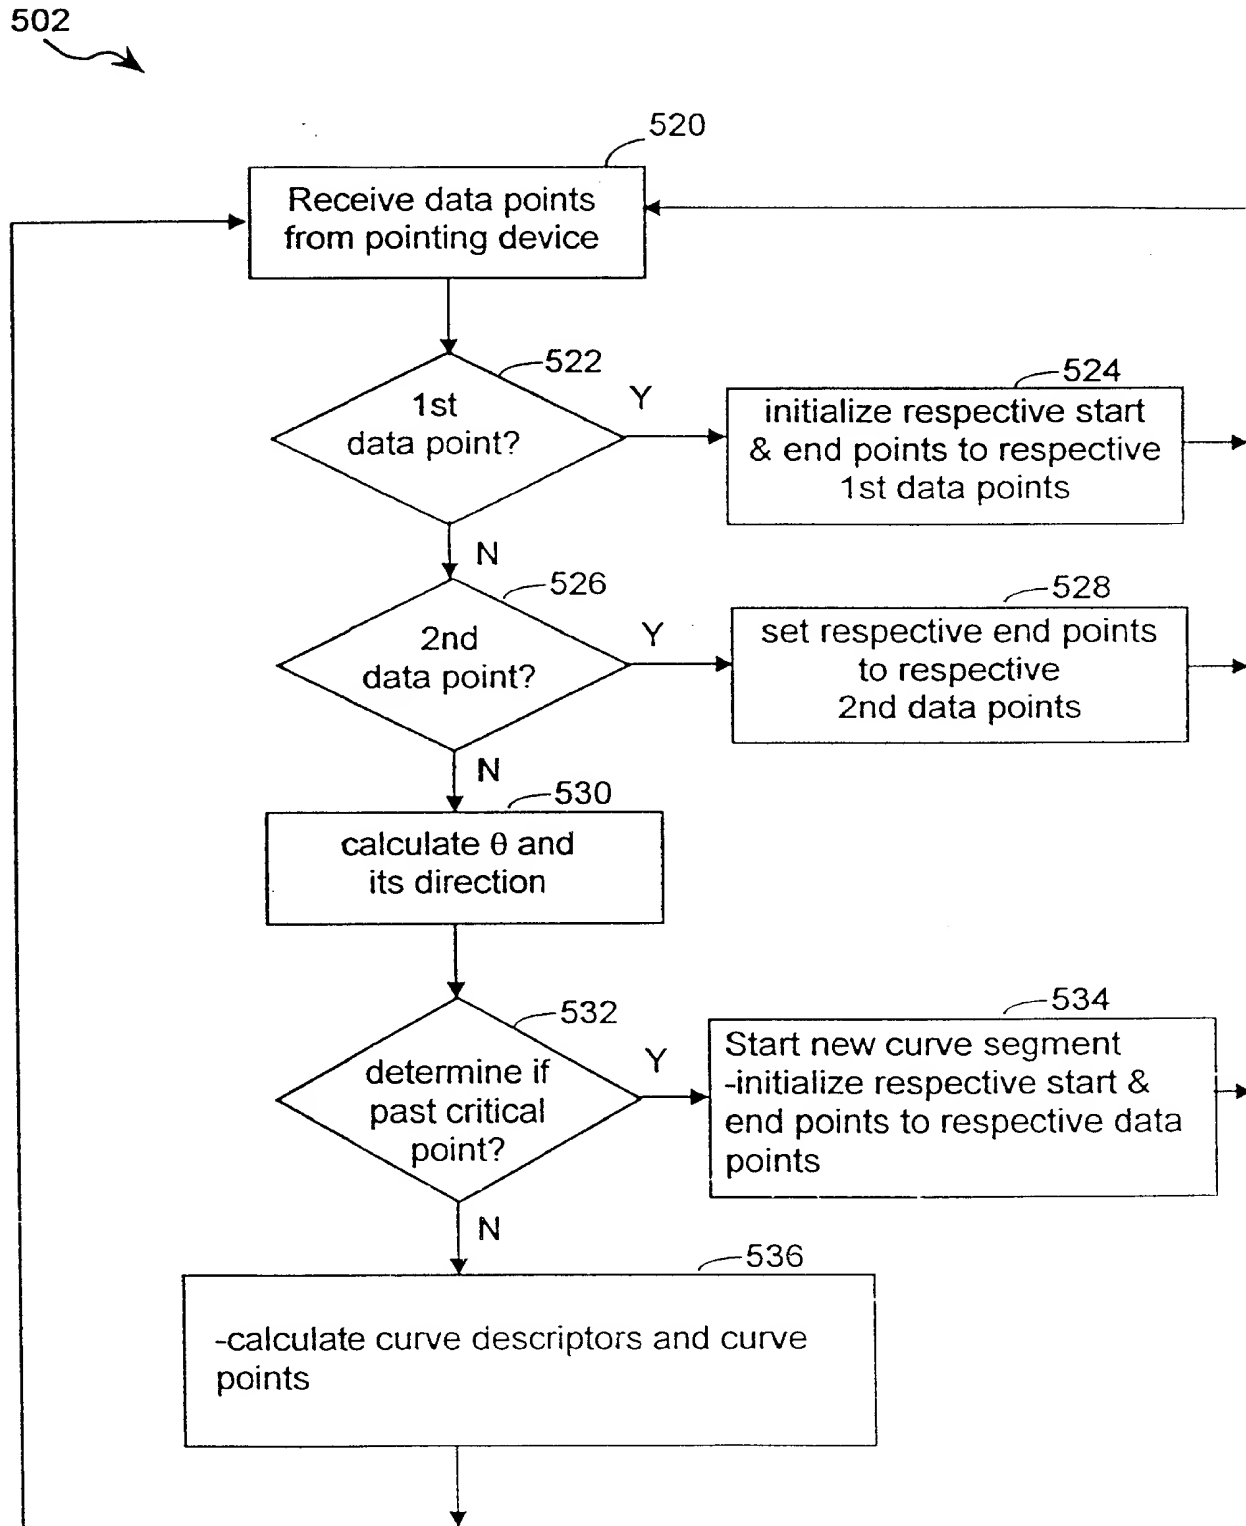 502
520
Receive data points
from pointing device
522
1st
data point?
Y
524
initialize respective start
& end points to respective
1st data points
N
526
2nd
data point?
Y
528
set respective end points
to respective
2nd data points
N
530
calculate θ and
its direction
532
determine if
past critical
point?
Y
534
Start new curve segment
-initialize respective start &
end points to respective data
points
N
536
-calculate curve descriptors and curve
points